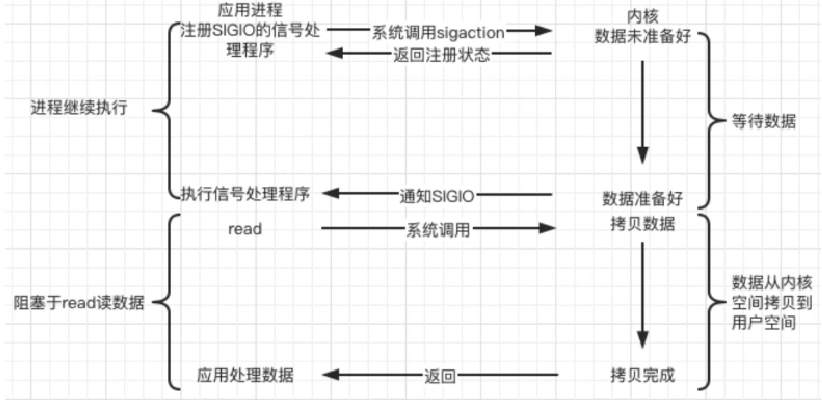 应用进程
内核
注册SIGIO的信号处
理程序
系统调用sigaction
数据未准备好
返回注册状态
进程继续执行
等待数据
执行信号处理程序
通知SIGIO
数据准备好
read
系统调用
拷贝数据
阻塞于read读数据
数据从内核
空间拷贝到
用户空间
应用处理数据
返回
拷贝完成